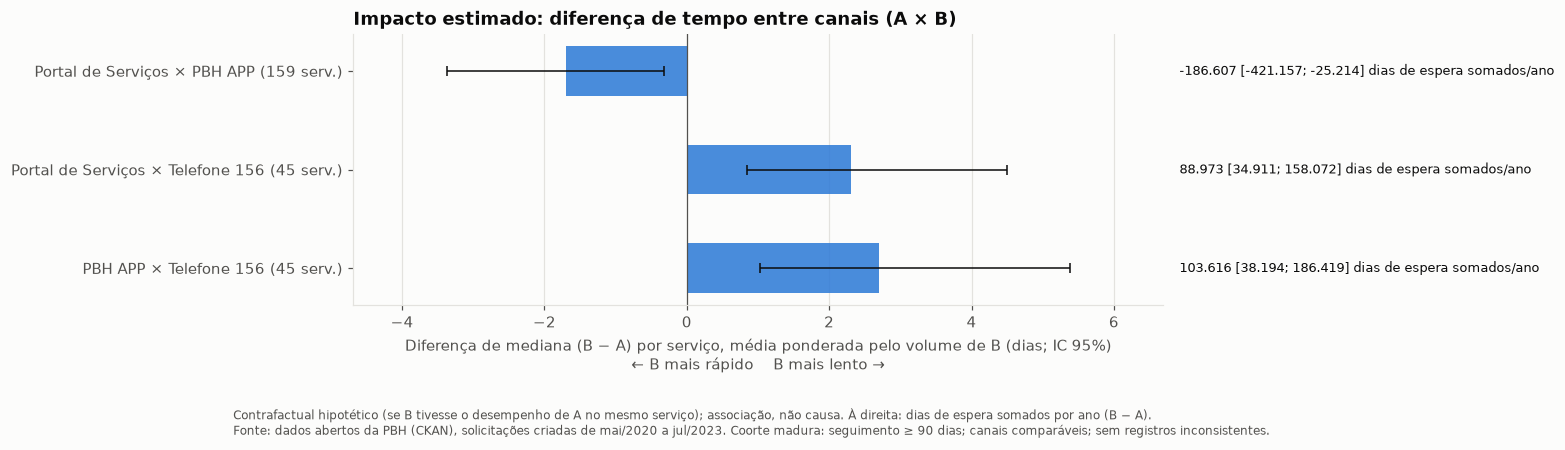 Impacto estimado: diferença de tempo entre canais (A × B)
Portal de Serviços × PBH APP (159 serv.)
-186.607 [-421.157; -25.214] dias de espera somados/ano
Portal de Serviços × Telefone 156 (45 serv.)
88.973 [34.911; 158.072] dias de espera somados/ano
PBH APP × Telefone 156 (45 serv.)
103.616 [38.194; 186.419] dias de espera somados/ano
−4 −2 0 2 4 6
Diferença de mediana (B − A) por serviço, média ponderada pelo volume de B (dias; IC 95%)
← B mais rápido B mais lento →
Contrafactual hipotético (se B tivesse o desempenho de A no mesmo serviço); associação, não causa. À direita: dias de espera somados por ano (B − A).
Fonte: dados abertos da PBH (CKAN), solicitações criadas de mai/2020 a jul/2023. Coorte madura: seguimento ≥ 90 dias; canais comparáveis; sem registros inconsistentes.